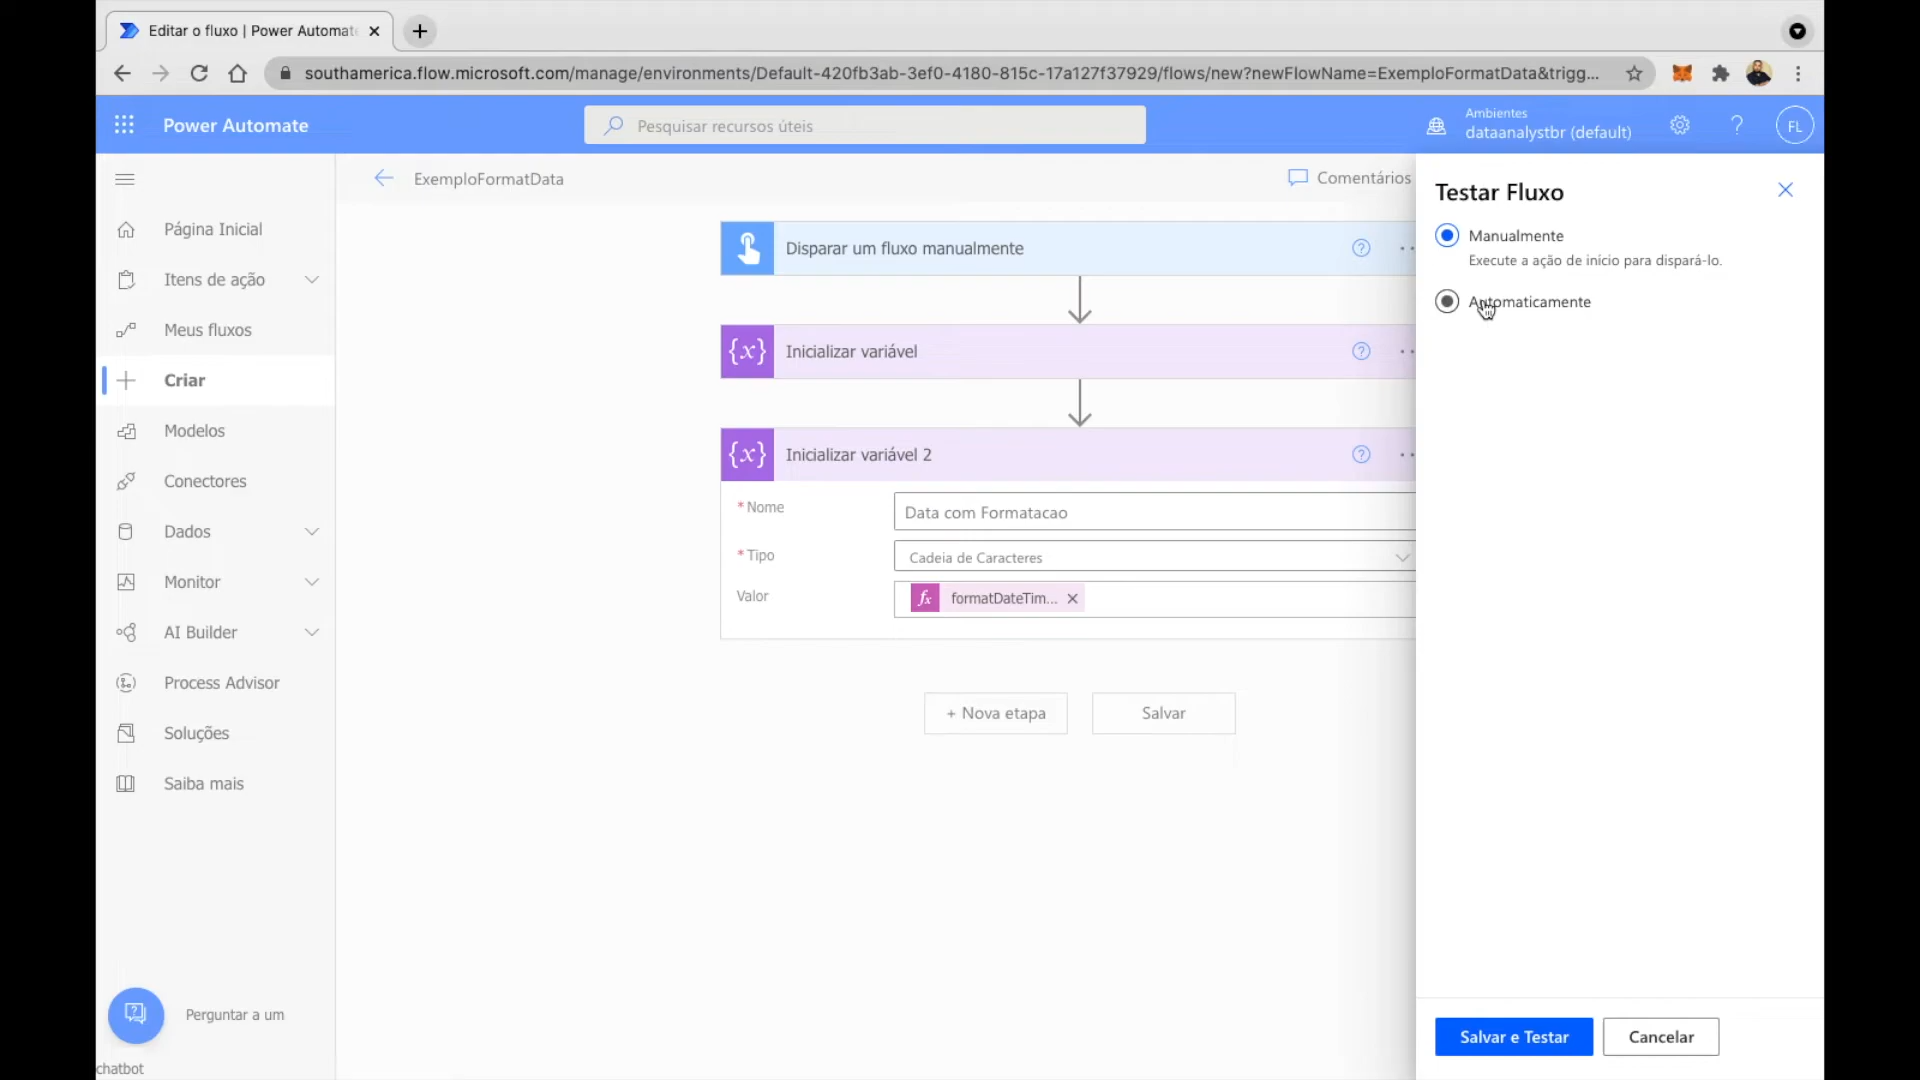 Editar o fluxo | Power Automat
southamerica.flow.microsoft.com/manage/environments/Default-420fb3ab-3ef0-4180-815c-17a127f37929/flows/new?newFlowName=ExemploFormatData&trigg...
Power Automate
Pesquisar recursos úteis
Ambientes
dataanalystbr (default)
FL
ExemploFormatData
Comentários
Página Inicial
Itens de ação
Meus fluxos
Criar
Modelos
Conectores
Dados
Monitor
AI Builder
Process Advisor
Soluções
Saiba mais
Perguntar a um
chatbot
Disparar um fluxo manualmente
{x} Inicializar variável
{x} Inicializar variável 2
* Nome
Data com Formatacao
* Tipo
Cadeia de Caracteres
Valor
fx formatDateTim...
+ Nova etapa
Salvar
Testar Fluxo
Manualmente
Execute a ação de início para dispará-lo.
Automaticamente
Salvar e Testar
Cancelar